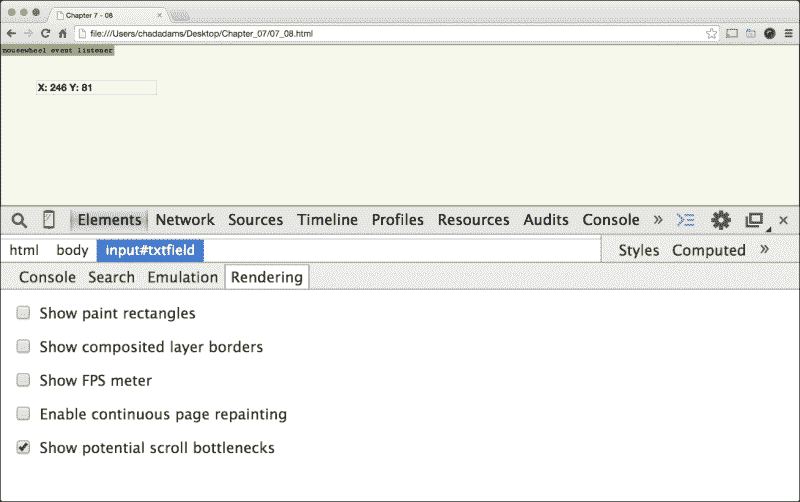 Chapter 7 - 08
file:///Users/chadadams/Desktop/Chapter_07/07_08.html
mousewheel event listener
X: 246 Y: 81
Elements Network Sources Timeline Profiles Resources Audits Console »
html body input#txtfield Styles Computed »
Console Search Emulation Rendering
Show paint rectangles
Show composited layer borders
Show FPS meter
Enable continuous page repainting
Show potential scroll bottlenecks